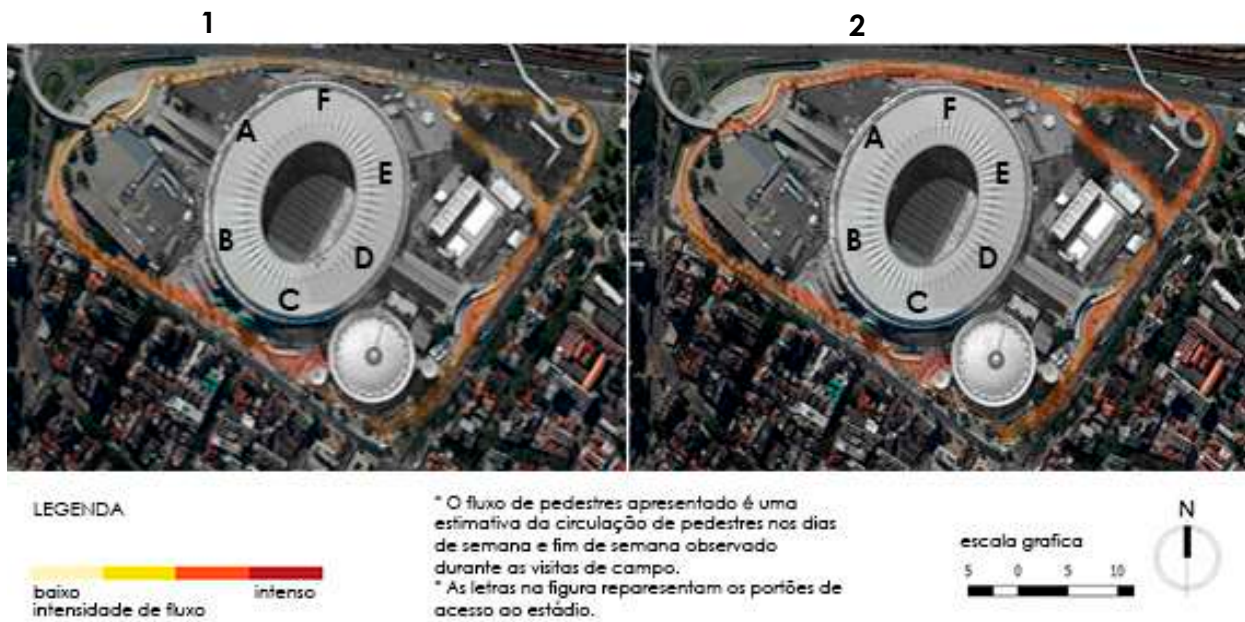 1
2
F
A
E
B
D
C
F
A
E
B
D
C
LEGENDA
baixo intenso
intensidade de fluxo
* O fluxo de pedestres apresentado é uma
estimativa da circulação de pedestres nos dias
de semana e fim de semana observado
durante as visitas de campo.
* As letras na figura reparesentam os portões de
acesso ao estádio.
escala grafica
5 0 5 10
N